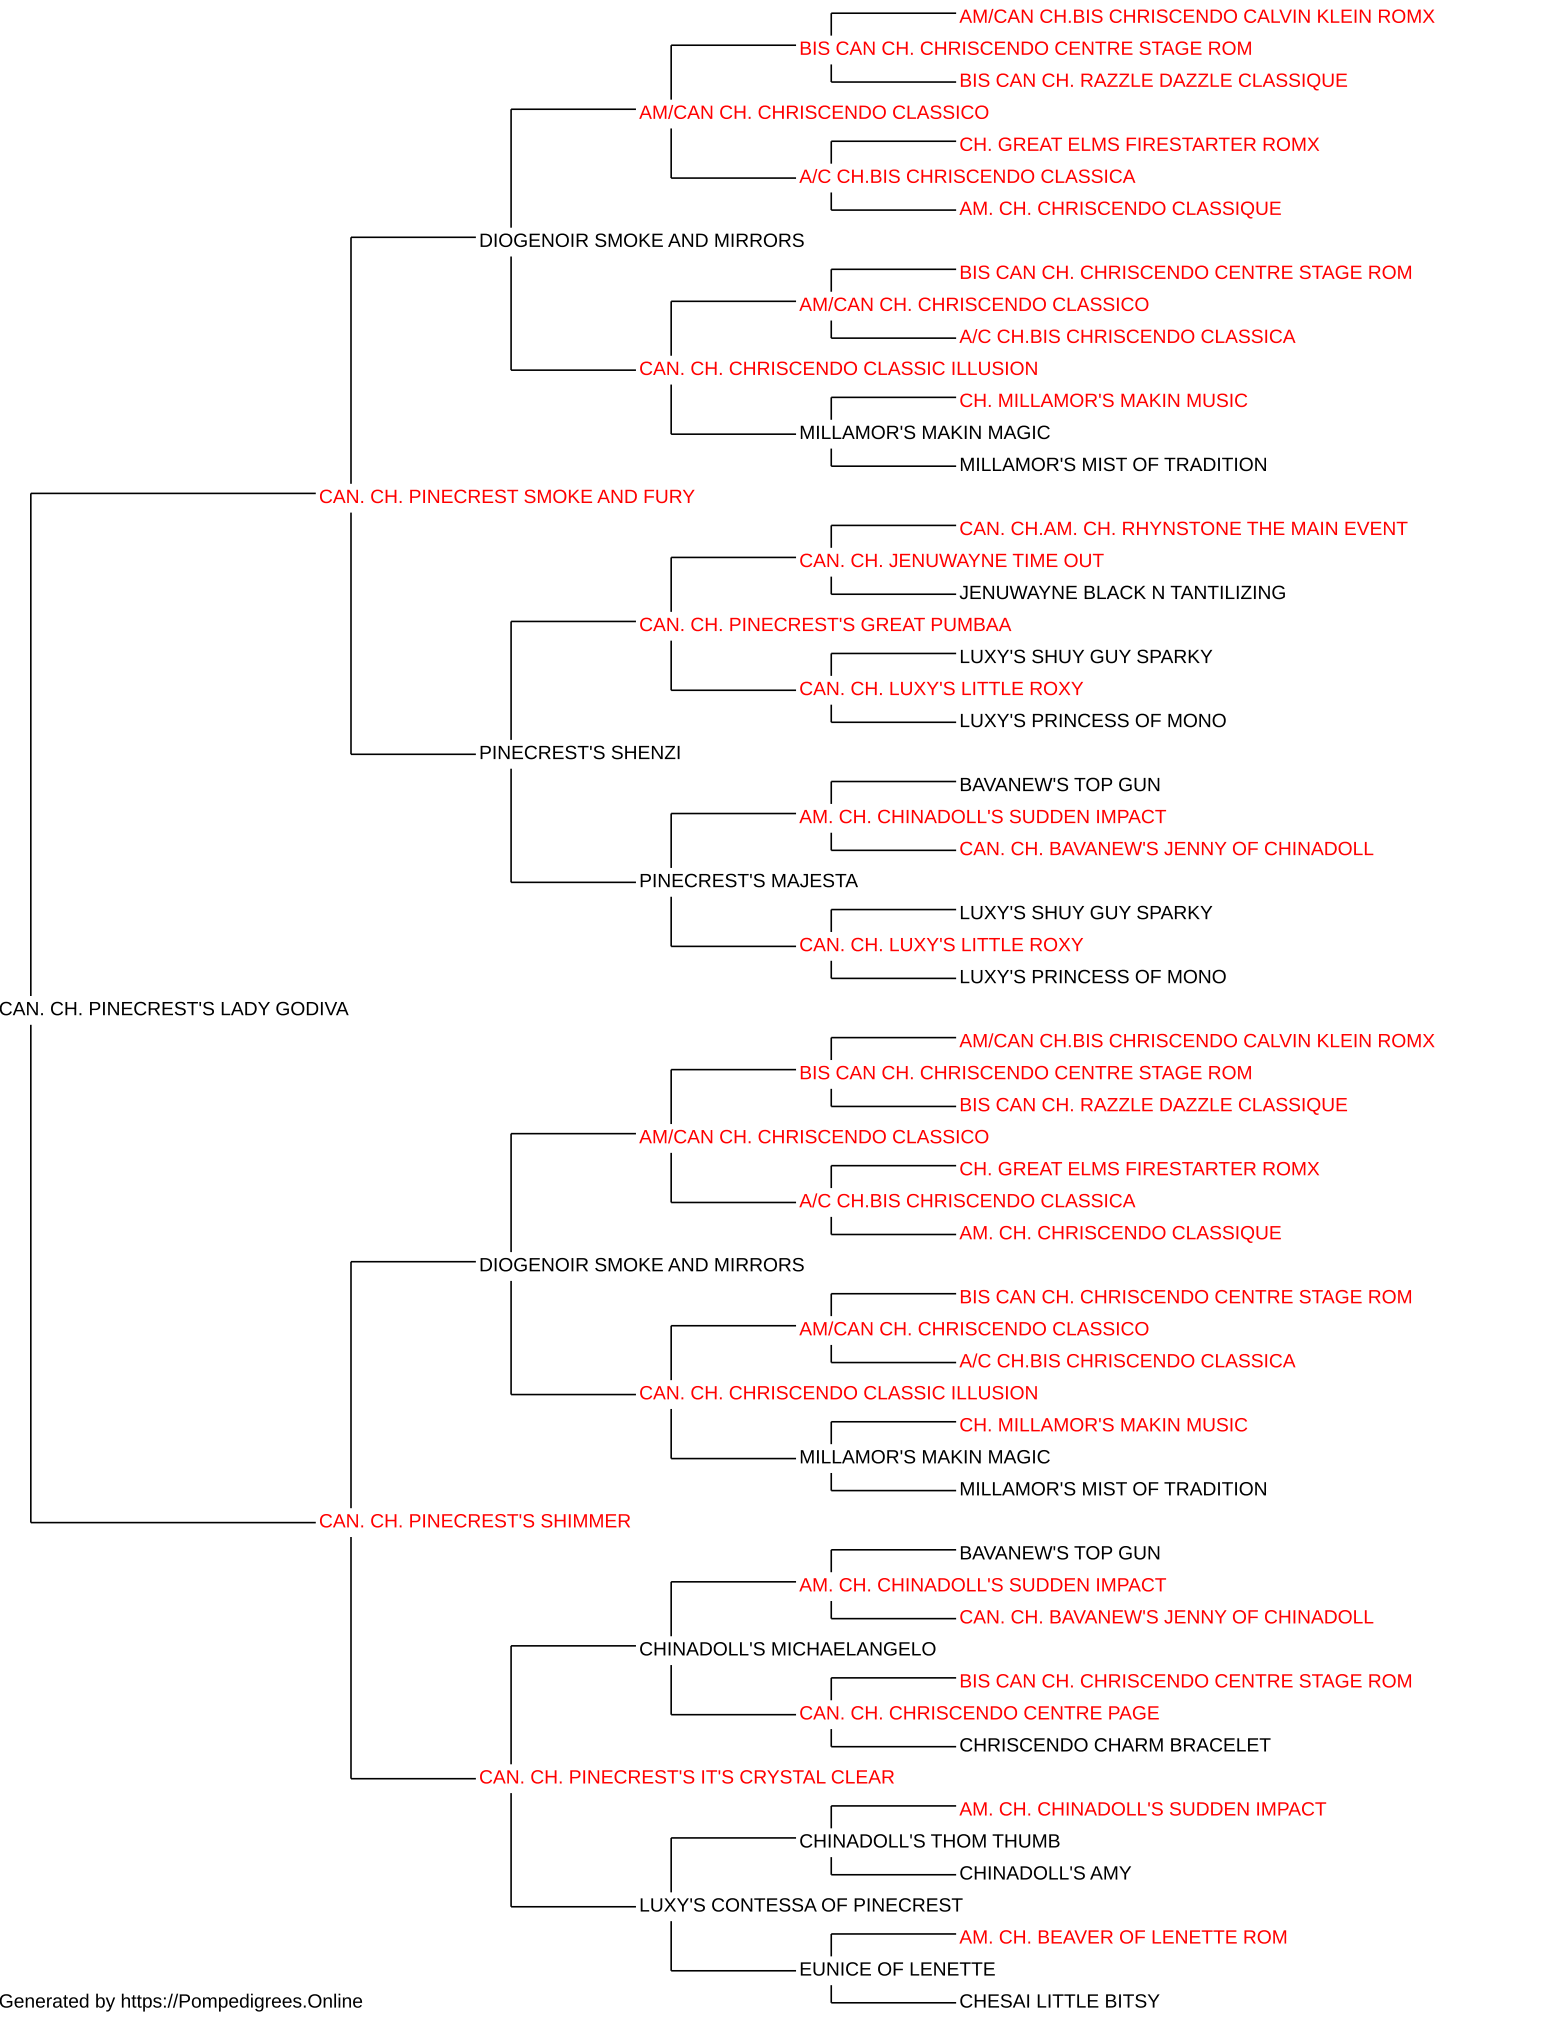 AM/CAN CH.BIS CHRISCENDO CALVIN KLEIN ROMX
BIS CAN CH. CHRISCENDO CENTRE STAGE ROM
BIS CAN CH. RAZZLE DAZZLE CLASSIQUE
AM/CAN CH. CHRISCENDO CLASSICO
CH. GREAT ELMS FIRESTARTER ROMX
A/C CH.BIS CHRISCENDO CLASSICA
AM. CH. CHRISCENDO CLASSIQUE
DIOGENOIR SMOKE AND MIRRORS
BIS CAN CH. CHRISCENDO CENTRE STAGE ROM
AM/CAN CH. CHRISCENDO CLASSICO
A/C CH.BIS CHRISCENDO CLASSICA
CAN. CH. CHRISCENDO CLASSIC ILLUSION
CH. MILLAMOR'S MAKIN MUSIC
MILLAMOR'S MAKIN MAGIC
MILLAMOR'S MIST OF TRADITION
CAN. CH. PINECREST SMOKE AND FURY
CAN. CH.AM. CH. RHYNSTONE THE MAIN EVENT
CAN. CH. JENUWAYNE TIME OUT
JENUWAYNE BLACK N TANTILIZING
CAN. CH. PINECREST'S GREAT PUMBAA
LUXY'S SHUY GUY SPARKY
CAN. CH. LUXY'S LITTLE ROXY
LUXY'S PRINCESS OF MONO
PINECREST'S SHENZI
BAVANEW'S TOP GUN
AM. CH. CHINADOLL'S SUDDEN IMPACT
CAN. CH. BAVANEW'S JENNY OF CHINADOLL
PINECREST'S MAJESTA
LUXY'S SHUY GUY SPARKY
CAN. CH. LUXY'S LITTLE ROXY
LUXY'S PRINCESS OF MONO
CAN. CH. PINECREST'S LADY GODIVA
AM/CAN CH.BIS CHRISCENDO CALVIN KLEIN ROMX
BIS CAN CH. CHRISCENDO CENTRE STAGE ROM
BIS CAN CH. RAZZLE DAZZLE CLASSIQUE
AM/CAN CH. CHRISCENDO CLASSICO
CH. GREAT ELMS FIRESTARTER ROMX
A/C CH.BIS CHRISCENDO CLASSICA
AM. CH. CHRISCENDO CLASSIQUE
DIOGENOIR SMOKE AND MIRRORS
BIS CAN CH. CHRISCENDO CENTRE STAGE ROM
AM/CAN CH. CHRISCENDO CLASSICO
A/C CH.BIS CHRISCENDO CLASSICA
CAN. CH. CHRISCENDO CLASSIC ILLUSION
CH. MILLAMOR'S MAKIN MUSIC
MILLAMOR'S MAKIN MAGIC
MILLAMOR'S MIST OF TRADITION
CAN. CH. PINECREST'S SHIMMER
BAVANEW'S TOP GUN
AM. CH. CHINADOLL'S SUDDEN IMPACT
CAN. CH. BAVANEW'S JENNY OF CHINADOLL
CHINADOLL'S MICHAELANGELO
BIS CAN CH. CHRISCENDO CENTRE STAGE ROM
CAN. CH. CHRISCENDO CENTRE PAGE
CHRISCENDO CHARM BRACELET
CAN. CH. PINECREST'S IT'S CRYSTAL CLEAR
AM. CH. CHINADOLL'S SUDDEN IMPACT
CHINADOLL'S THOM THUMB
CHINADOLL'S AMY
LUXY'S CONTESSA OF PINECREST
AM. CH. BEAVER OF LENETTE ROM
EUNICE OF LENETTE
CHESAI LITTLE BITSY
Generated by https://Pompedigrees.Online